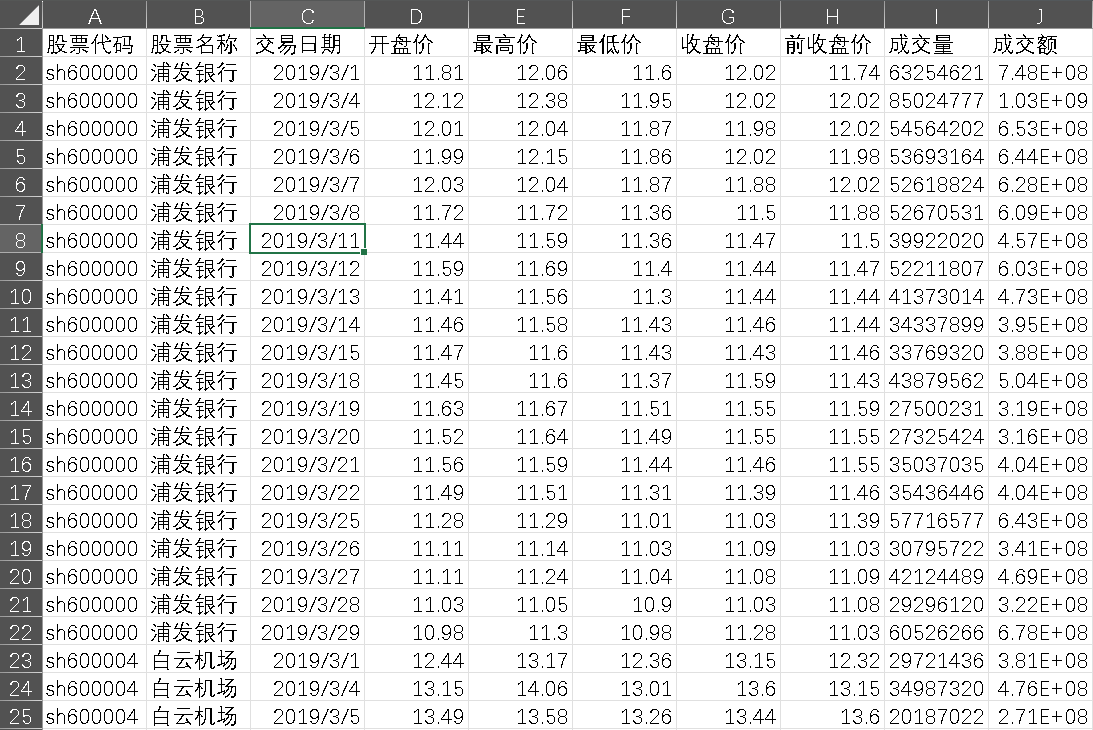 A B C D E F G H I J
1 股票代码 股票名称 交易日期 开盘价 最高价 最低价 收盘价 前收盘价 成交量 成交额
2 sh600000 浦发银行 2019/3/1 11.81 12.06 11.6 12.02 11.74 63254621 7.48E+08
3 sh600000 浦发银行 2019/3/4 12.12 12.38 11.95 12.02 12.02 85024777 1.03E+09
4 sh600000 浦发银行 2019/3/5 12.01 12.04 11.87 11.98 12.02 54564202 6.53E+08
5 sh600000 浦发银行 2019/3/6 11.99 12.15 11.86 12.02 11.98 53693164 6.44E+08
6 sh600000 浦发银行 2019/3/7 12.03 12.04 11.87 11.88 12.02 52618824 6.28E+08
7 sh600000 浦发银行 2019/3/8 11.72 11.72 11.36 11.5 11.88 52670531 6.09E+08
8 sh600000 浦发银行 2019/3/11 11.44 11.59 11.36 11.47 11.5 39922020 4.57E+08
9 sh600000 浦发银行 2019/3/12 11.59 11.69 11.4 11.44 11.47 52211807 6.03E+08
10 sh600000 浦发银行 2019/3/13 11.41 11.56 11.3 11.44 11.44 41373014 4.73E+08
11 sh600000 浦发银行 2019/3/14 11.46 11.58 11.43 11.46 11.44 34337899 3.95E+08
12 sh600000 浦发银行 2019/3/15 11.47 11.6 11.43 11.43 11.46 33769320 3.88E+08
13 sh600000 浦发银行 2019/3/18 11.45 11.6 11.37 11.59 11.43 43879562 5.04E+08
14 sh600000 浦发银行 2019/3/19 11.63 11.67 11.51 11.55 11.59 27500231 3.19E+08
15 sh600000 浦发银行 2019/3/20 11.52 11.64 11.49 11.55 11.55 27325424 3.16E+08
16 sh600000 浦发银行 2019/3/21 11.56 11.59 11.44 11.46 11.55 35037035 4.04E+08
17 sh600000 浦发银行 2019/3/22 11.49 11.51 11.31 11.39 11.46 35436446 4.04E+08
18 sh600000 浦发银行 2019/3/25 11.28 11.29 11.01 11.03 11.39 57716577 6.43E+08
19 sh600000 浦发银行 2019/3/26 11.11 11.14 11.03 11.09 11.03 30795722 3.41E+08
20 sh600000 浦发银行 2019/3/27 11.11 11.24 11.04 11.08 11.09 42124489 4.69E+08
21 sh600000 浦发银行 2019/3/28 11.03 11.05 10.9 11.03 11.08 29296120 3.22E+08
22 sh600000 浦发银行 2019/3/29 10.98 11.3 10.98 11.28 11.03 60526266 6.78E+08
23 sh600004 白云机场 2019/3/1 12.44 13.17 12.36 13.15 12.32 29721436 3.81E+08
24 sh600004 白云机场 2019/3/4 13.15 14.06 13.01 13.6 13.15 34987320 4.76E+08
25 sh600004 白云机场 2019/3/5 13.49 13.58 13.26 13.44 13.6 20187022 2.71E+08